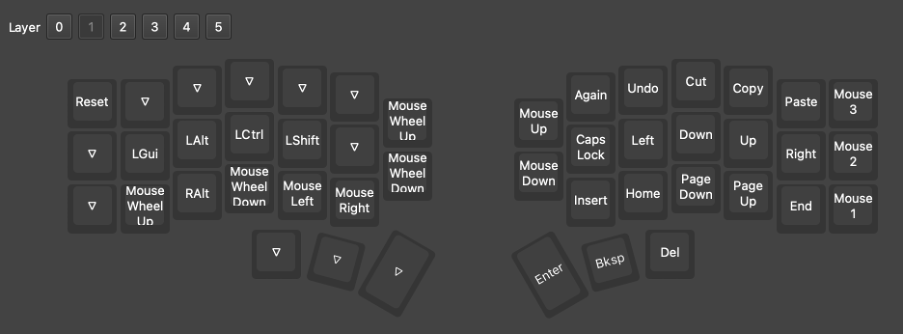 Layer 0 1 2 3 4 5
Reset ▽ ▽ ▽ ▽ ▽
Mouse
Wheel
Up
Mouse
Up
Again Undo Cut Copy Paste
Mouse
3
▽ LGui LAlt LCtrl LShift ▽
Mouse
Wheel
Down
Mouse
Down
Caps
Lock
Left Down Up Right
Mouse
2
▽
Mouse
Wheel
Up
RAlt
Mouse
Wheel
Down
Mouse
Left
Mouse
Right
Insert Home
Page
Down
Page
Up
End
Mouse
1
▽ ▽ ▽ Enter Bksp Del